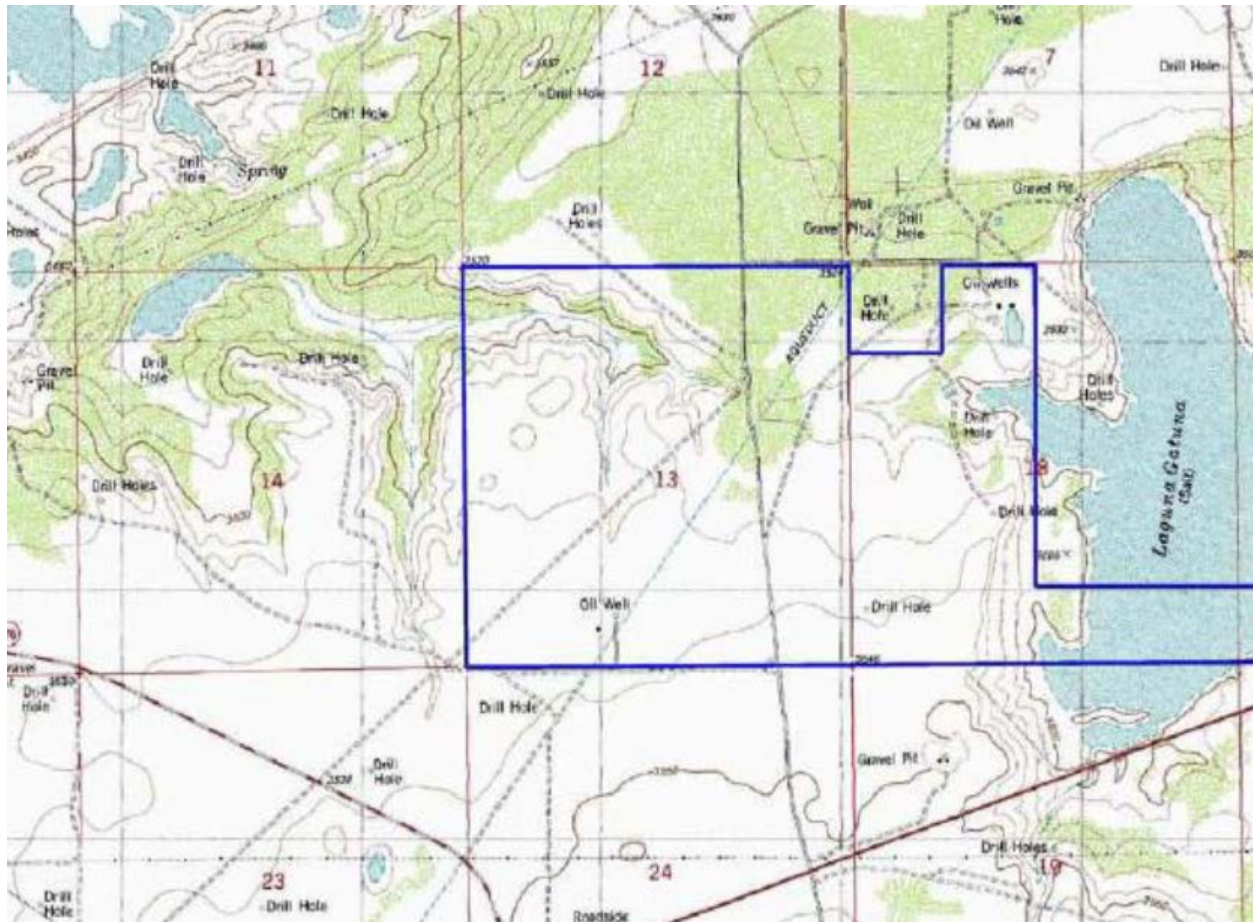 11
12
7
Drill
Hole
Drill Hole
Drill Hole
Drill Hole
Oil Well
Drill
Hole
Spring
Gravel Pit
Drill
Holes
Well
Gravel Pit
Drill
Hole
3520
3524
Oil Wells
Drill
Hole
AQUEDUCT
Drill Hole
Drill
Hole
Gravel
Pit
Drill
Holes
Drill
Hole
Laguna Gatuna
(Salt)
14
13
18
Drill Holes
Drill Hole
Oil Well
Drill Hole
Drill
Hole
Drill Hole
Gravel Pit
Drill
Hole
Drill Holes
23
24
19
Drill
Hole
Drill Hole
Roadside